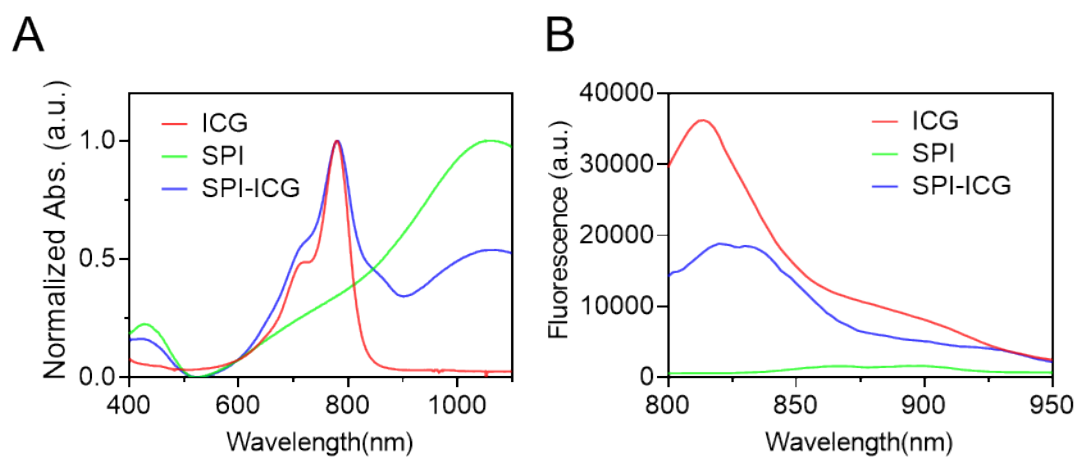 A
Normalized Abs. (a.u.)
1.0
0.5
0.0
ICG
SPI
SPI-ICG
400
600
800
1000
Wavelength(nm)
B
Fluorescence (a.u.)
40000
30000
20000
10000
0
ICG
SPI
SPI-ICG
800
850
900
950
Wavelength(nm)